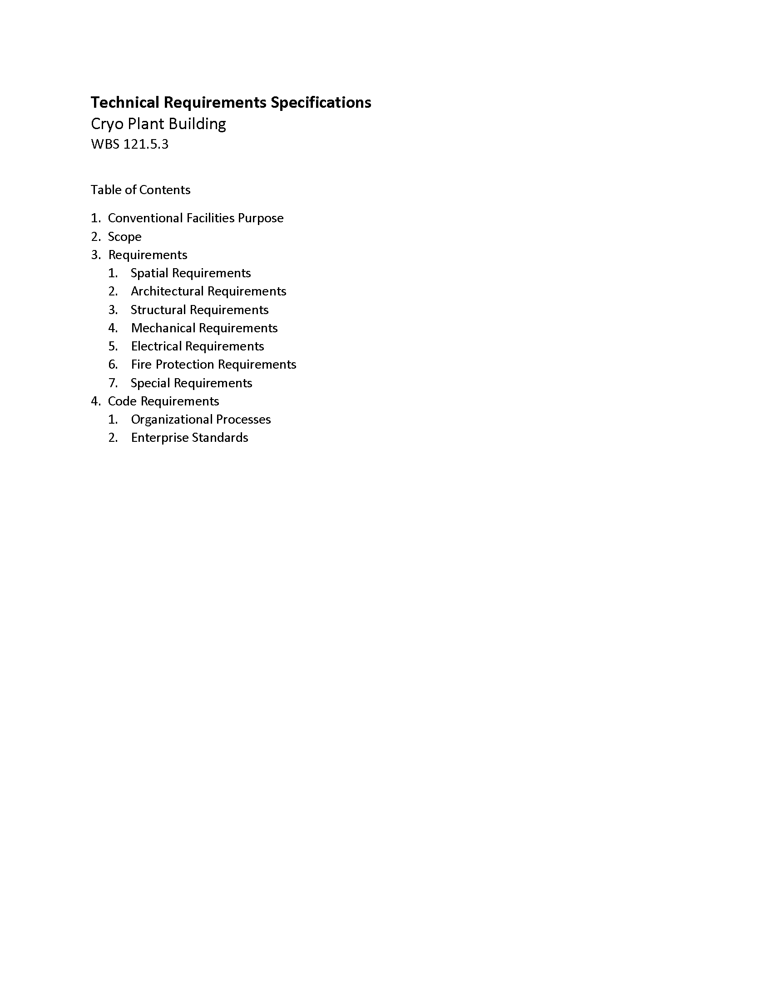 Technical Requirements Specifications
Cryo Plant Building
WBS 121.5.3
Table of Contents
1. Conventional Facilities Purpose
2. Scope
3. Requirements
1. Spatial Requirements
2. Architectural Requirements
3. Structural Requirements
4. Mechanical Requirements
5. Electrical Requirements
6. Fire Protection Requirements
7. Special Requirements
4. Code Requirements
1. Organizational Processes
2. Enterprise Standards